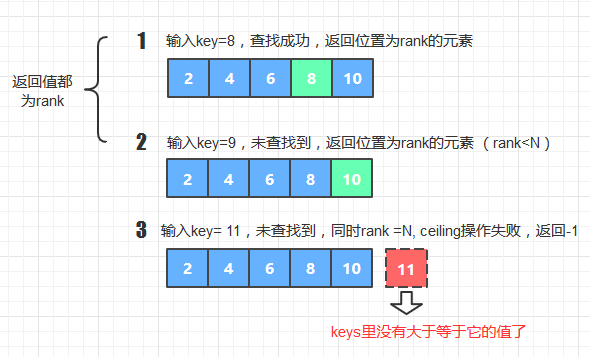 1 输入key=8，查找成功，返回位置为rank的元素
2 4 6 8 10
返回值都
为rank
2 输入key=9，未查找到，返回位置为rank的元素 （rank<N）
2 4 6 8 10
3 输入key= 11，未查找到，同时rank =N, ceiling操作失败，返回-1
2 4 6 8 10 11
keys里没有大于等于它的值了